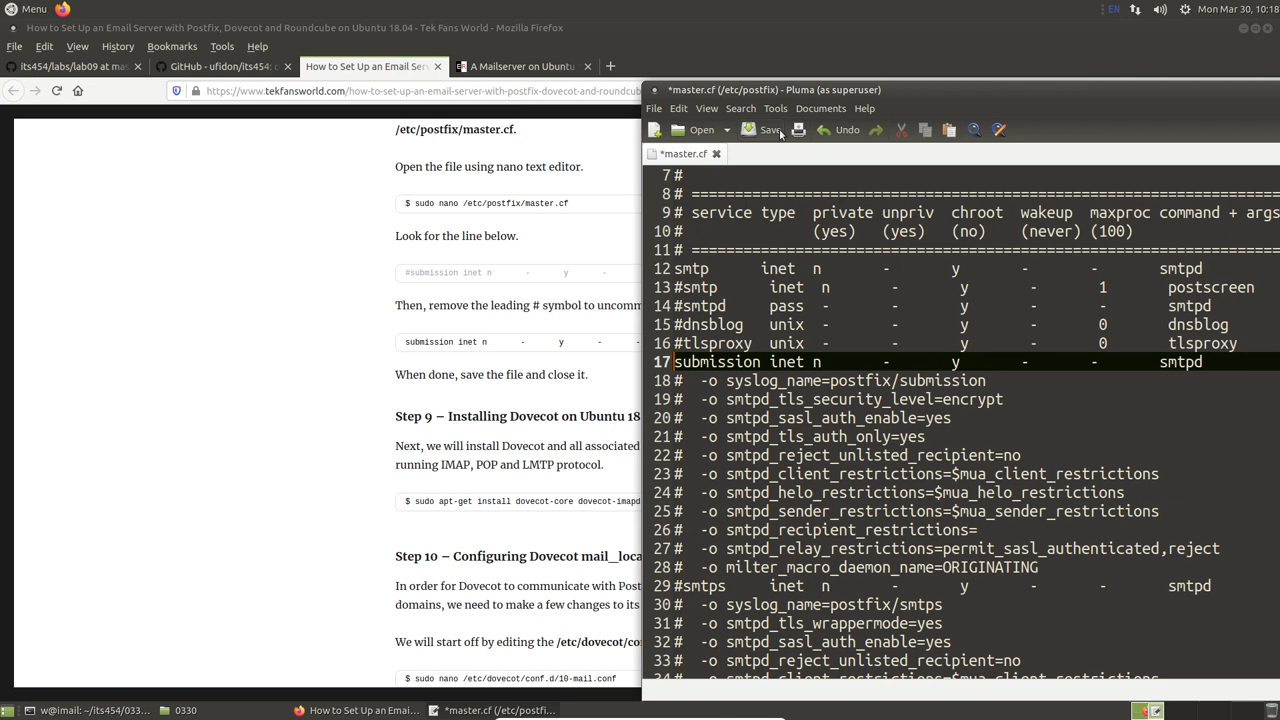 Menu
EN Mon Mar 30, 10:18
How to Set Up an Email Server with Postfix, Dovecot and Roundcube on Ubuntu 18.04 - Tek Fans World - Mozilla Firefox
File Edit View History Bookmarks Tools Help
its454/labs/lab09 at mas GitHub - ufidon/its454: c How to Set Up an Email Serv A Mailserver on Ubuntu
https://www.tekfansworld.com/how-to-set-up-an-email-server-with-postfix-dovecot-and-roundcub
/etc/postfix/master.cf.
Open the file using nano text editor.
$ sudo nano /etc/postfix/master.cf
Look for the line below.
#submission inet n - y -
Then, remove the leading # symbol to uncomm
submission inet n - y - -
When done, save the file and close it.
Step 9 – Installing Dovecot on Ubuntu 18.
Next, we will install Dovecot and all associated
running IMAP, POP and LMTP protocol.
$ sudo apt-get install dovecot-core dovecot-imapd
Step 10 – Configuring Dovecot mail_loca
In order for Dovecot to communicate with Post
domains, we need to make a few changes to its
We will start off by editing the /etc/dovecot/con
$ sudo nano /etc/dovecot/conf.d/10-mail.conf
*master.cf (/etc/postfix) - Pluma (as superuser)
File Edit View Search Tools Documents Help
Open Save Undo
*master.cf
7 #
8 # ==========================================================================
9 # service type private unpriv chroot wakeup maxproc command + args
10 # (yes) (yes) (no) (never) (100)
11 # ==========================================================================
12 smtp inet n - y - - smtpd
13 #smtp inet n - y - 1 postscreen
14 #smtpd pass - - y - - smtpd
15 #dnsblog unix - - y - 0 dnsblog
16 #tlsproxy unix - - y - 0 tlsproxy
17 submission inet n - y - - smtpd
18 # -o syslog_name=postfix/submission
19 # -o smtpd_tls_security_level=encrypt
20 # -o smtpd_sasl_auth_enable=yes
21 # -o smtpd_tls_auth_only=yes
22 # -o smtpd_reject_unlisted_recipient=no
23 # -o smtpd_client_restrictions=$mua_client_restrictions
24 # -o smtpd_helo_restrictions=$mua_helo_restrictions
25 # -o smtpd_sender_restrictions=$mua_sender_restrictions
26 # -o smtpd_recipient_restrictions=
27 # -o smtpd_relay_restrictions=permit_sasl_authenticated,reject
28 # -o milter_macro_daemon_name=ORIGINATING
29 #smtps inet n - y - - smtpd
30 # -o syslog_name=postfix/smtps
31 # -o smtpd_tls_wrappermode=yes
32 # -o smtpd_sasl_auth_enable=yes
33 # -o smtpd_reject_unlisted_recipient=no
34 # -o smtpd_client_restrictions=$mua_client_restrictions
w@imail: ~/its454/033... 0330 How to Set Up an Emai... *master.cf (/etc/postfi...